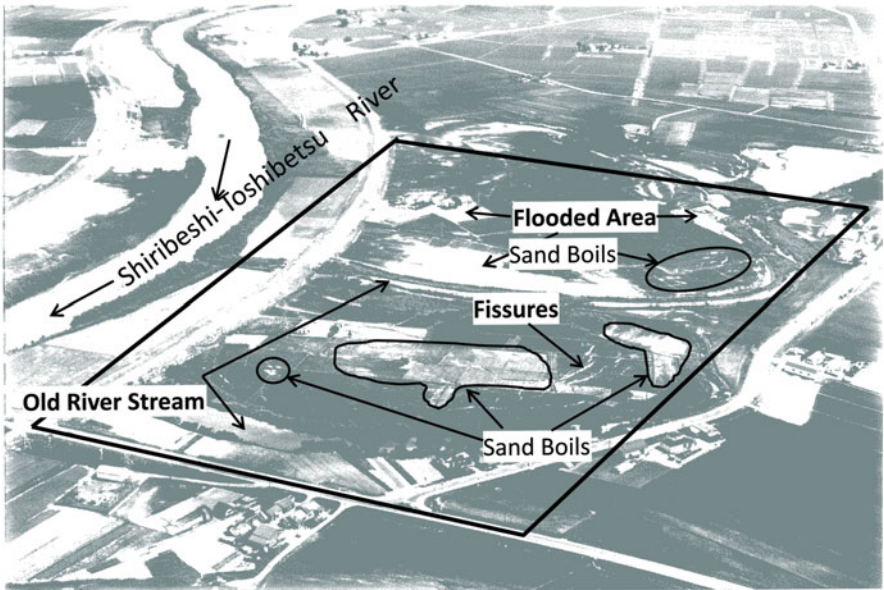 Shiribeshi-Toshibetsu River
Flooded Area
Sand Boils
Fissures
Old River Stream
Sand Boils